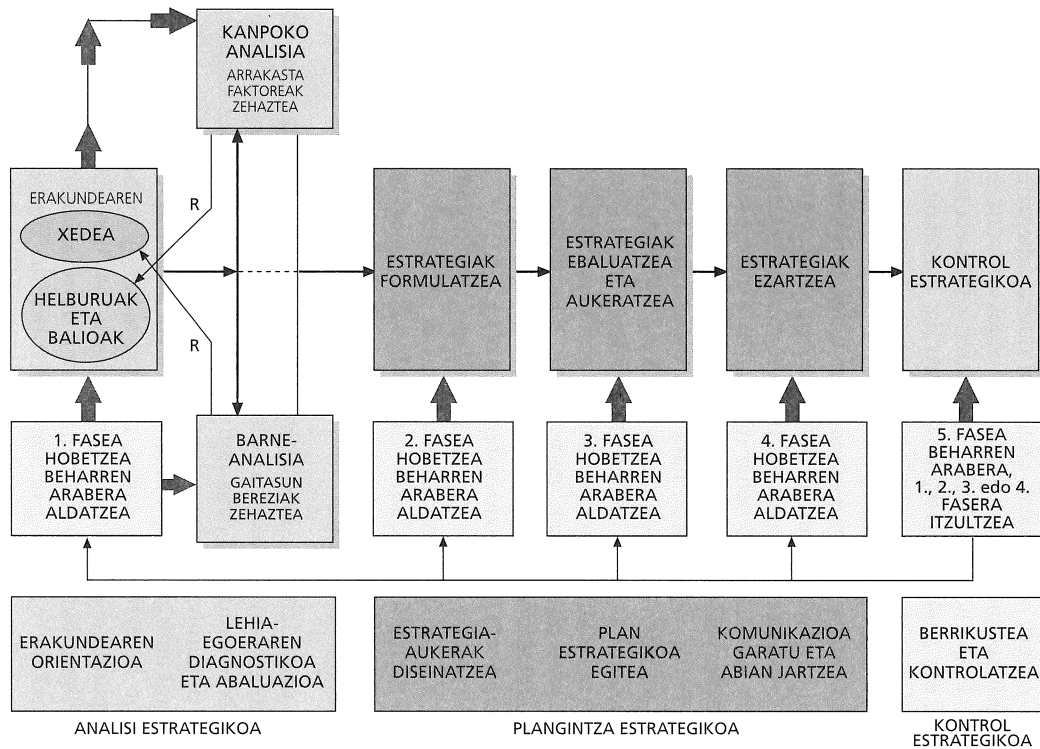 KANPOKO
ANALISIA
ARRAKASTA
FAKTOREAK
ZEHAZTEA
ERAKUNDEAREN
XEDEA
HELBURUAK
ETA
BALIOAK
R
R
ESTRATEGIAK
FORMULATZEA
ESTRATEGIAK
EBALUATZEA
ETA
AUKERATZEA
ESTRATEGIAK
EZARTZEA
KONTROL
ESTRATEGIKOA
1. FASEA
HOBETZEA
BEHARREN
ARABERA
ALDATZEA
BARNE-
ANALISIA
GAITASUN
BEREZIAK
ZEHAZTEA
2. FASEA
HOBETZEA
BEHARREN
ARABERA
ALDATZEA
3. FASEA
HOBETZEA
BEHARREN
ARABERA
ALDATZEA
4. FASEA
HOBETZEA
BEHARREN
ARABERA
ALDATZEA
5. FASEA
BEHARREN
ARABERA,
1., 2., 3. edo 4.
FASERA
ITZULTZEA
ERAKUNDEAREN
ORIENTAZIOA
LEHIA-
EGOERAREN
DIAGNOSTIKOA
ETA ABALUAZIOA
ESTRATEGIA-
AUKERAK
DISEINATZEA
PLAN
ESTRATEGIKOA
EGITEA
KOMUNIKAZIOA
GARATU ETA
ABIAN JARTZEA
BERRIKUSTEA
ETA
KONTROLATZEA
ANALISI ESTRATEGIKOA
PLANGINTZA ESTRATEGIKOA
KONTROL
ESTRATEGIKOA